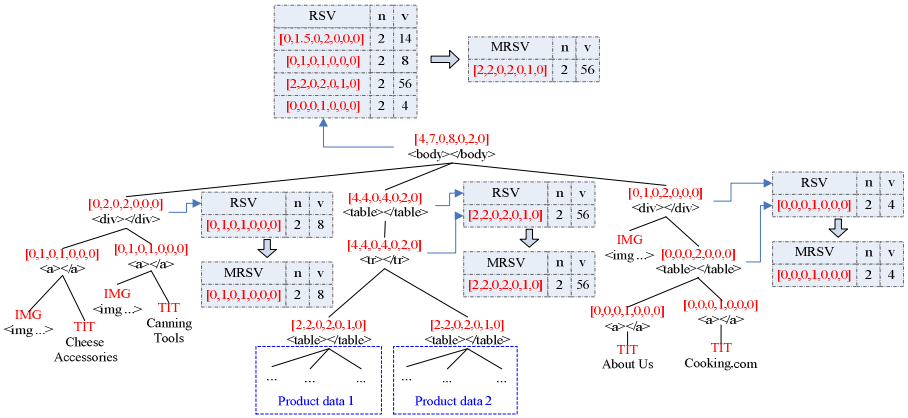 RSV n v
[0,1.5,0,2,0,0,0] 2 14
[0,1,0,1,0,0,0] 2 8
[2,2,0,2,0,1,0] 2 56
[0,0,0,1,0,0,0] 2 4
MRSV n v
[2,2,0,2,0,1,0] 2 56
[4,7,0,8,0,2,0]
<body></body>
[0,2,0,2,0,0,0]
<div></div>
RSV n v
[0,1,0,1,0,0,0] 2 8
MRSV n v
[0,1,0,1,0,0,0] 2 8
[0,1,0,1,0,0,0]
<a></a>
[0,1,0,1,0,0,0]
<a></a>
IMG
<img ...>
TIT
Cheese
Accessories
IMG
<img ...>
TIT
Canning
Tools
[4,4,0,4,0,2,0]
<table></table>
[4,4,0,4,0,2,0]
<tr></tr>
RSV n v
[2,2,0,2,0,1,0] 2 56
MRSV n v
[2,2,0,2,0,1,0] 2 56
[2,2,0,2,0,1,0]
<table></table>
... ... ...
Product data 1
[2,2,0,2,0,1,0]
<table></table>
... ... ...
Product data 2
[0,1,0,2,0,0,0]
<div></div>
IMG
<img ...>
[0,0,0,2,0,0,0]
<table></table>
RSV n v
[0,0,0,1,0,0,0] 2 4
MRSV n v
[0,0,0,1,0,0,0] 2 4
[0,0,0,1,0,0,0]
<a></a>
TIT
About Us
[0,0,0,1,0,0,0]
<a></a>
TIT
Cooking.com